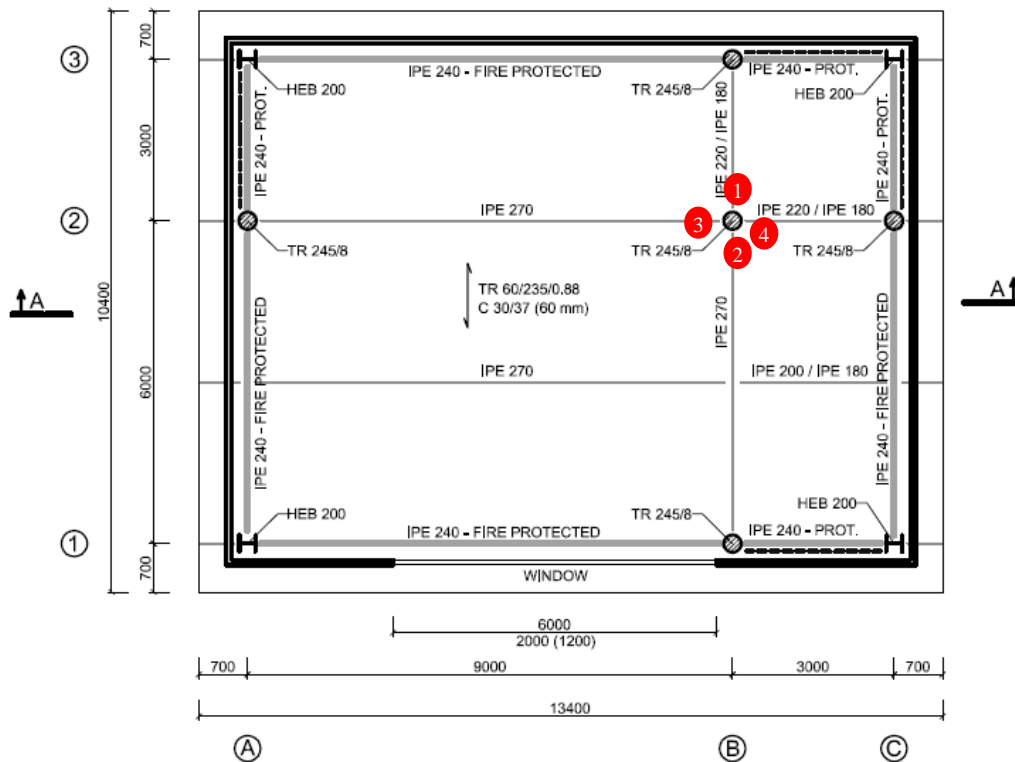 700
3
IPE 240 - FIRE PROTECTED
IPE 240 - PROT.
HEB 200
TR 245/8
HEB 200
3000
IPE 240 - PROT.
IPE 220 / IPE 180
IPE 240 - PROT.
1
2
IPE 270
3
IPE 220 / IPE 180
4
TR 245/8
TR 245/8
2
TR 245/8
A
10400
TR 60/235/0.88
C 30/37 (60 mm)
A
IPE 270
6000
IPE 240 - FIRE PROTECTED
IPE 270
IPE 200 / IPE 180
IPE 240 - FIRE PROTECTED
HEB 200
TR 245/8
HEB 200
1
IPE 240 - FIRE PROTECTED
IPE 240 - PROT.
700
WINDOW
6000
2000 (1200)
700
9000
3000
700
13400
A
B
C